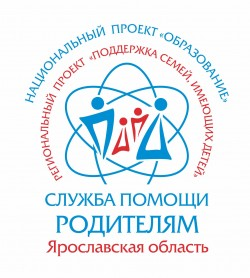 НАЦИОНАЛЬНЫЙ ПРОЕКТ «ОБРАЗОВАНИЕ»
РЕГИОНАЛЬНЫЙ ПРОЕКТ «ПОДДЕРЖКА СЕМЕЙ, ИМЕЮЩИХ ДЕТЕЙ»
СЛУЖБА ПОМОЩИ
РОДИТЕЛЯМ
Ярославская область